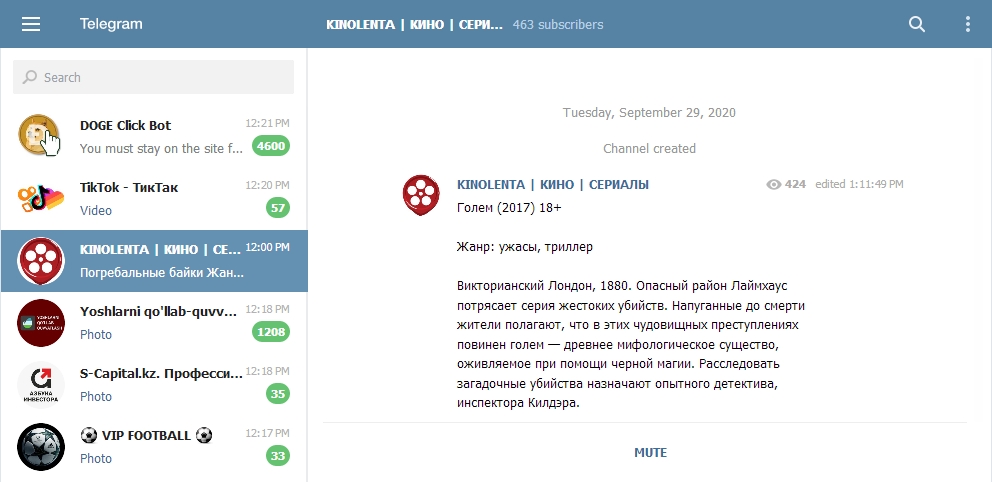 Telegram
KINOLENTA | КИНО | СЕРИ... 463 subscribers
Search
DOGE Click Bot 12:21 PM
You must stay on the site f... 4600
TikTok - ТикТак 12:20 PM
Video 57
KINOLENTA | КИНО | СЕ... 12:00 PM
Погребальные байки Жан...
Yoshlarni qo'llab-quvv... 12:18 PM
Photo 1208
YOSHLARNI
QO'LLAB
QUVVATLASH
S-Capital.kz. Професси... 12:18 PM
Photo 35
АЗБУКА
ИНВЕСТОРА
VIP FOOTBALL 12:17 PM
Photo 33
Tuesday, September 29, 2020
Channel created
KINOLENTA | КИНО | СЕРИАЛЫ 424 edited 1:11:49 PM
Голем (2017) 18+
Жанр: ужасы, триллер
Викторианский Лондон, 1880. Опасный район Лаймхаус
потрясает серия жестоких убийств. Напуганные до смерти
жители полагают, что в этих чудовищных преступлениях
повинен голем — древнее мифологическое существо,
оживляемое при помощи черной магии. Расследовать
загадочные убийства назначают опытного детектива,
инспектора Килдэра.
MUTE